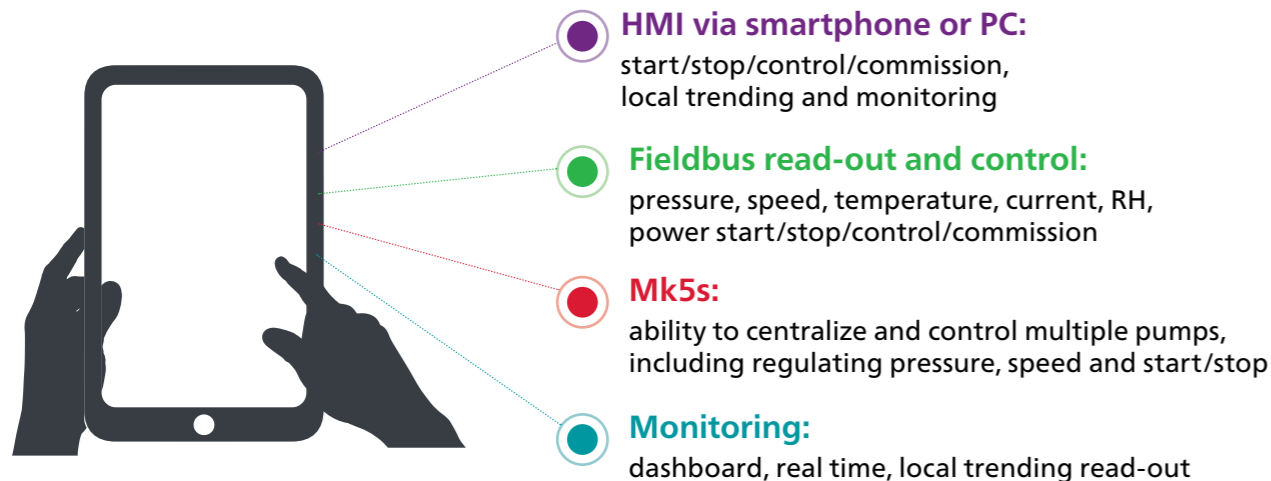 HMI via smartphone or PC:
start/stop/control/commission,
local trending and monitoring
Fieldbus read-out and control:
pressure, speed, temperature, current, RH,
power start/stop/control/commission
Mk5s:
ability to centralize and control multiple pumps,
including regulating pressure, speed and start/stop
Monitoring:
dashboard, real time, local trending read-out